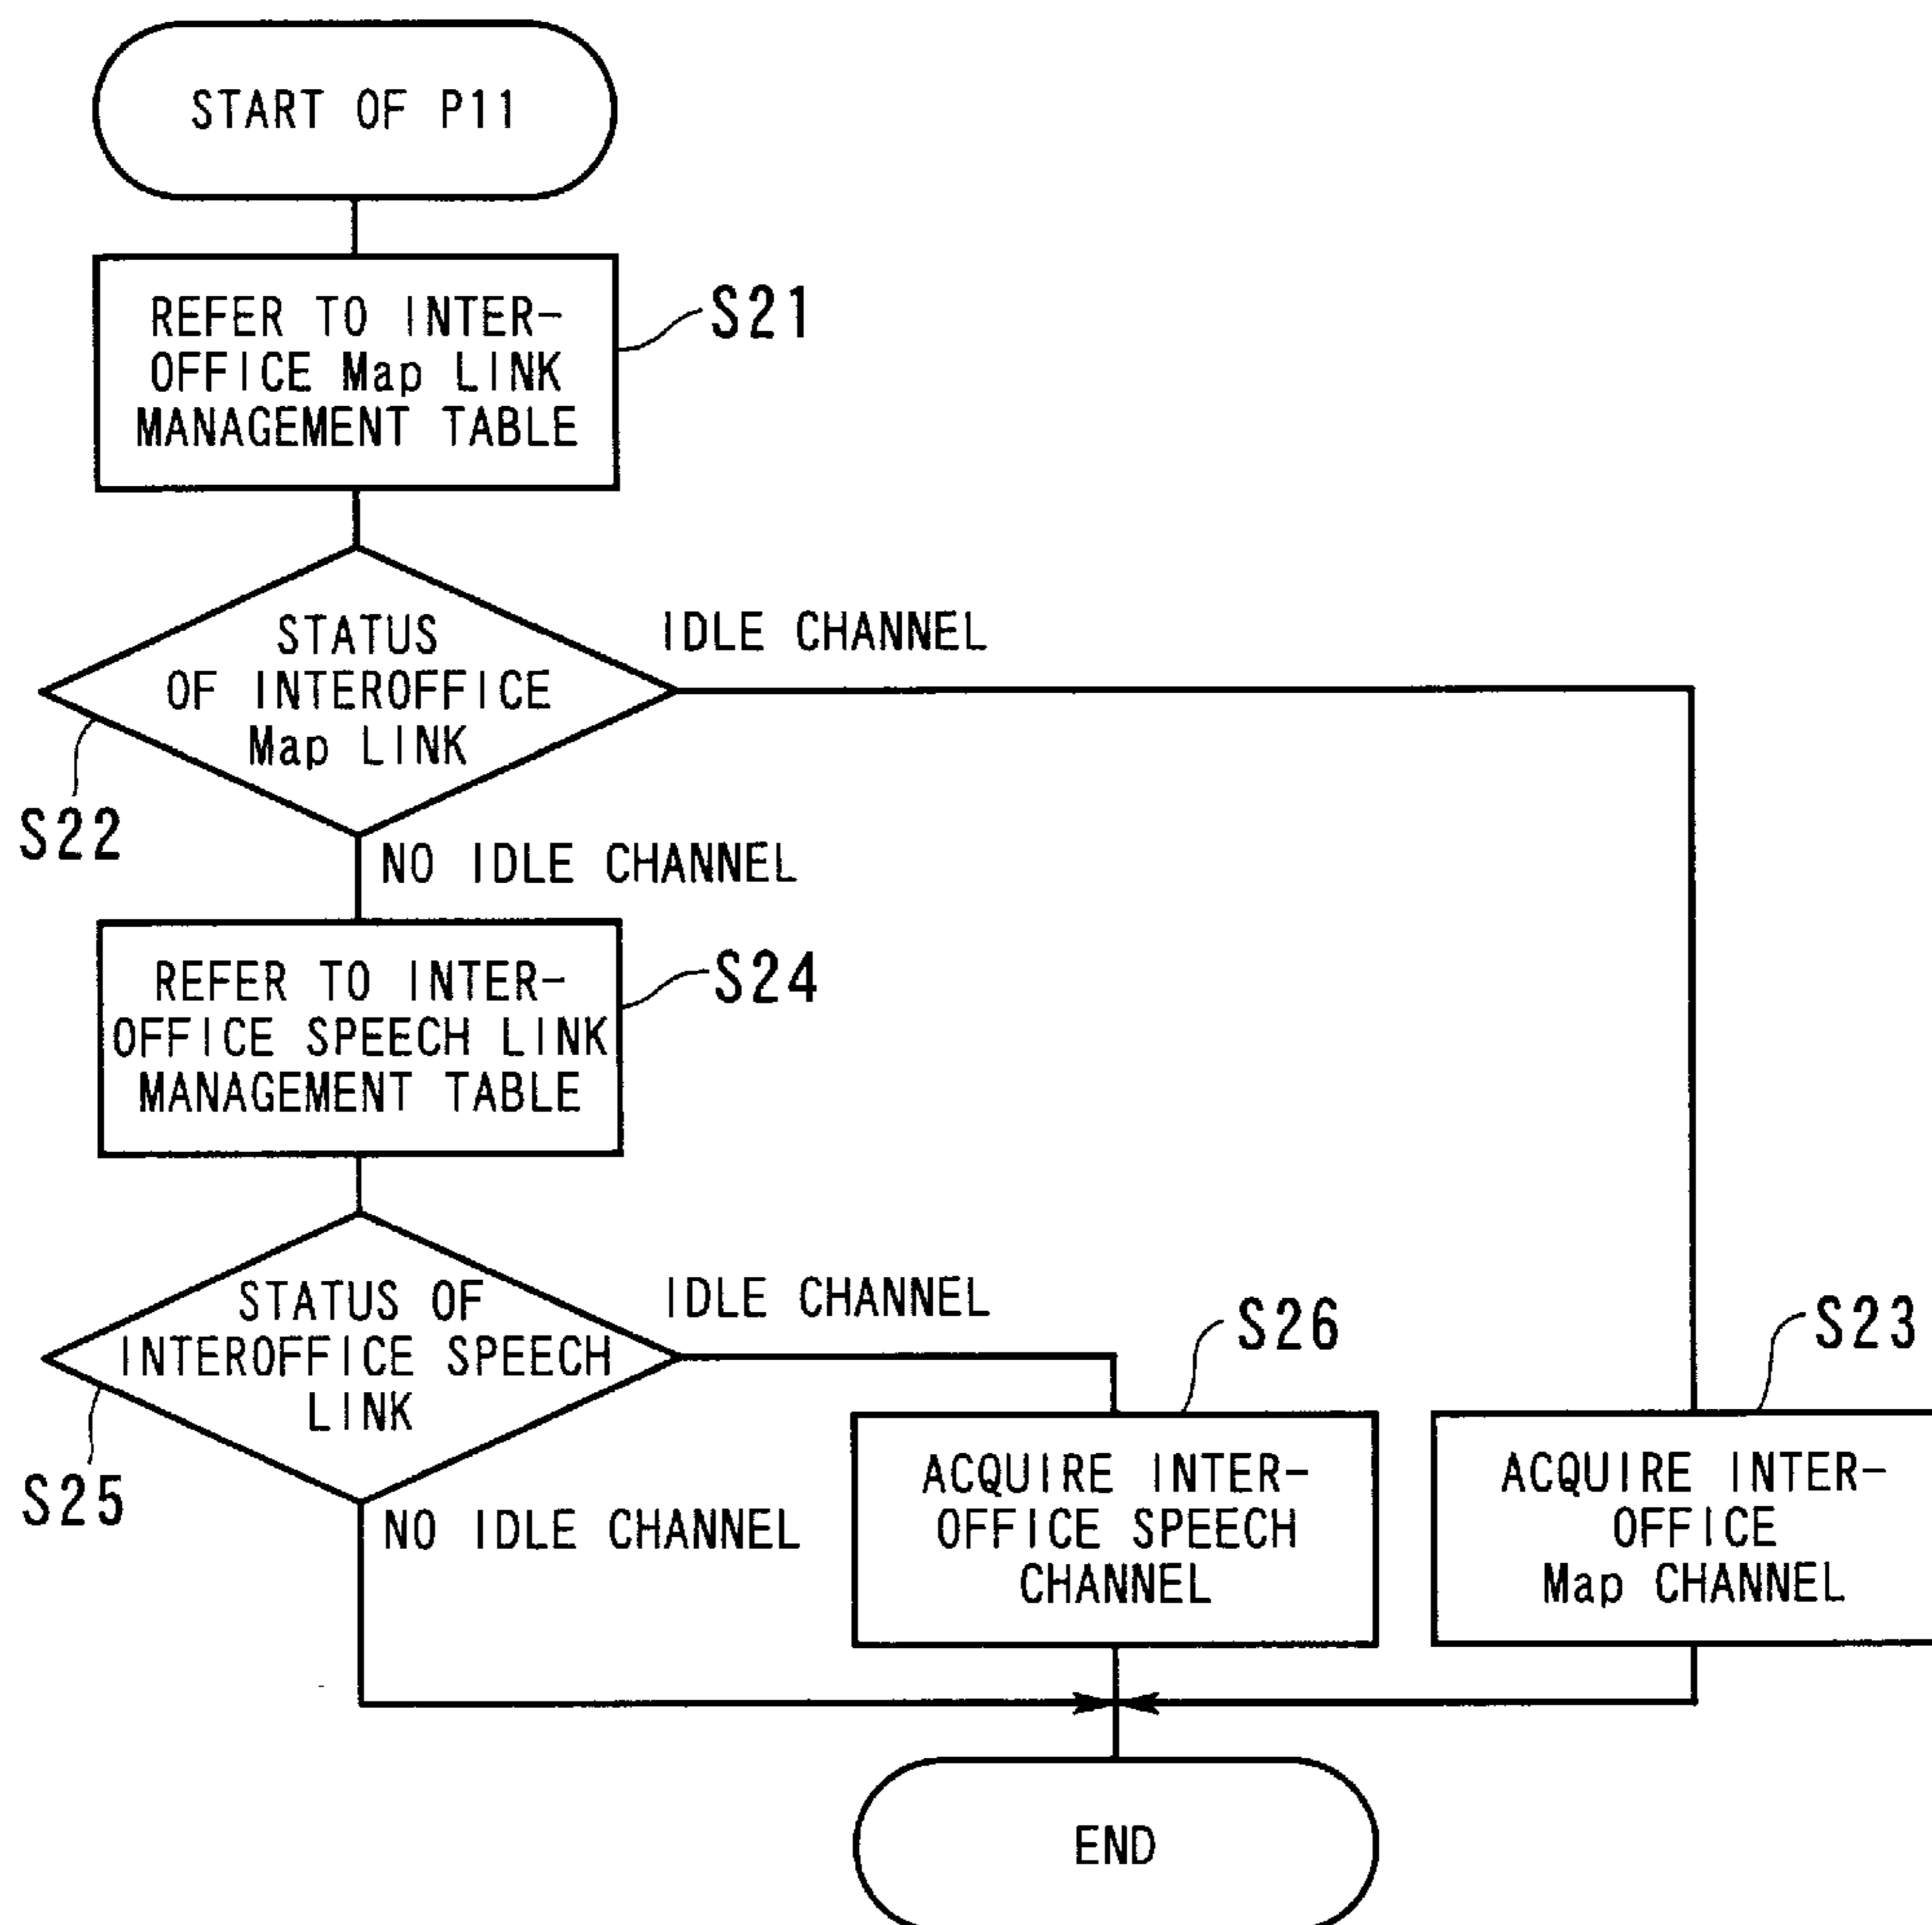 START OF P11
REFER TO INTER-
OFFICE Map LINK
MANAGEMENT TABLE
S21
STATUS
OF INTEROFFICE
Map LINK
S22
IDLE CHANNEL
NO IDLE CHANNEL
REFER TO INTER-
OFFICE SPEECH LINK
MANAGEMENT TABLE
S24
STATUS OF
INTEROFFICE SPEECH
LINK
S25
IDLE CHANNEL
NO IDLE CHANNEL
S26
ACQUIRE INTER-
OFFICE SPEECH
CHANNEL
S23
ACQUIRE INTER-
OFFICE
Map CHANNEL
END